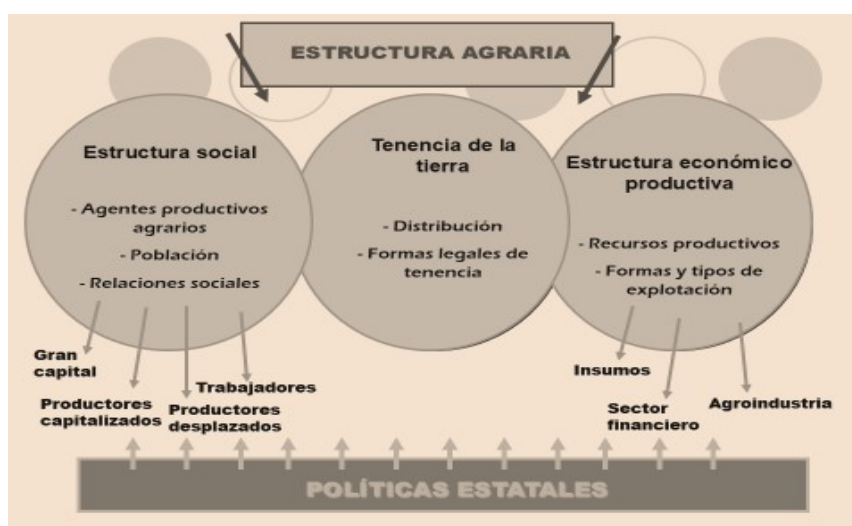 ESTRUCTURA AGRARIA
Estructura social
- Agentes productivos
agrarios
- Población
- Relaciones sociales
Tenencia de la
tierra
- Distribución
- Formas legales de
tenencia
Estructura económico
productiva
- Recursos productivos
- Formas y tipos de
explotación
Gran
capital
Productores
capitalizados
Productores
desplazados
Trabajadores
Insumos
Sector
financiero
Agroindustria
POLÍTICAS ESTATALES